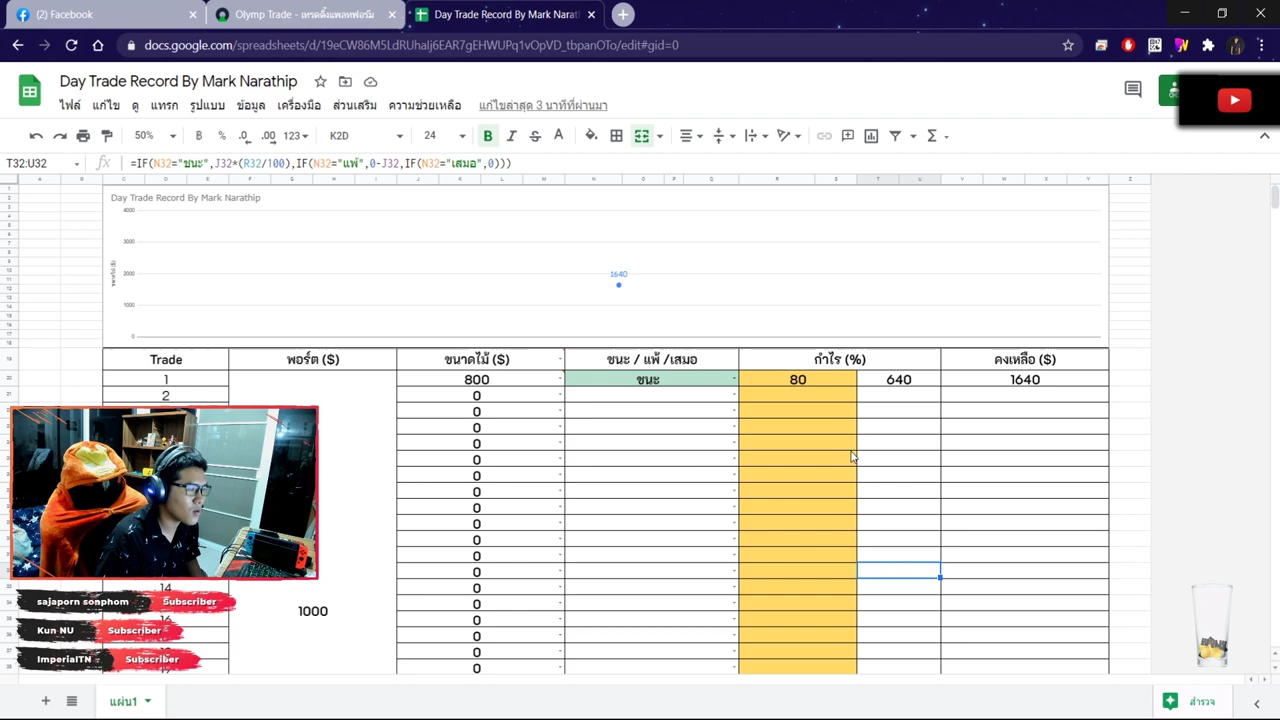 (2) Facebook
Olymp Trade - เทรดดิ้งแพลทฟอร์ม
Day Trade Record By Mark Narat
docs.google.com/spreadsheets/d/19eCW86M5LdRUhaIj6EAR7gEHWUPq1vOpVD_tbpanOTo/edit#gid=0
Day Trade Record By Mark Narathip
ไฟล์ แก้ไข ดู แทรก รูปแบบ ข้อมูล เครื่องมือ ส่วนเสริม ความช่วยเหลือ แก้ไขล่าสุด 3 นาทีที่ผ่านมา
50% ฿ % .0 .00 123 K2D 24 B I S A
T32:U32 fx =IF(N32="ชนะ",J32*(R32/100),IF(N32="แพ้",0-J32,IF(N32="เสมอ",0)))
Day Trade Record By Mark Narathip
4000
3000
2000
1000
0
1640
Trade พอร์ต ($) ขนาดไม้ ($) ชนะ / แพ้ /เสมอ กำไร (%) คงเหลือ ($)
1 800 ชนะ 80 640 1640
2 0
0
0
0
0
0
0
0
0
0
0
0
14 0
1000 0
16 0
0
0
sajaporn sonphom Subscriber
Kun NU Subscriber
ImperialTN Subscriber
แผ่น1
สำรวจ